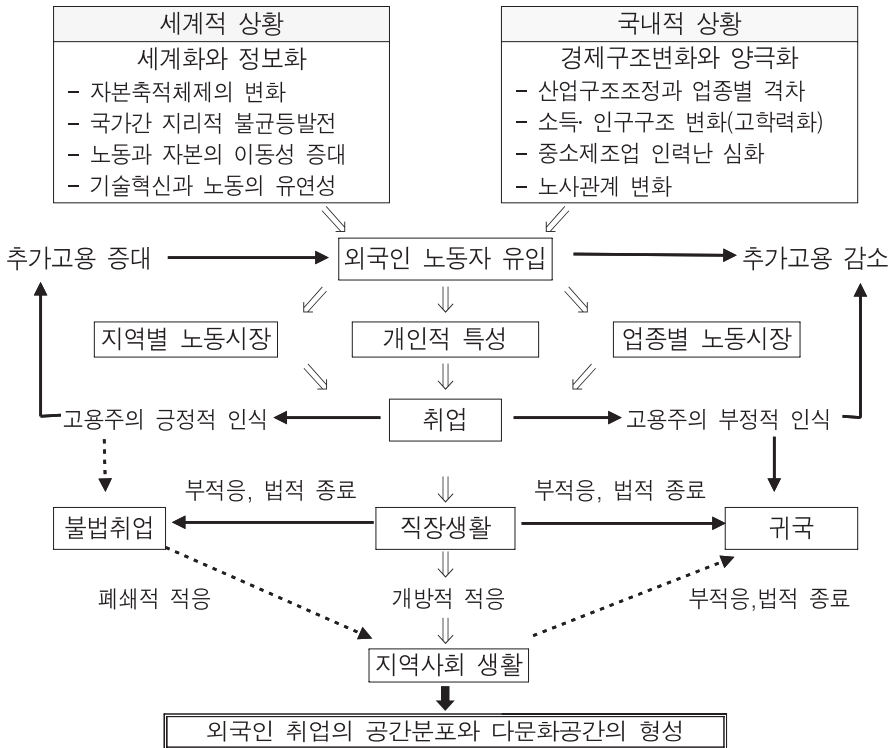 세계적 상황
세계화와 정보화
- 자본축적체제의 변화
- 국가간 지리적 불균등발전
- 노동과 자본의 이동성 증대
- 기술혁신과 노동의 유연성
국내적 상황
경제구조변화와 양극화
- 산업구조조정과 업종별 격차
- 소득· 인구구조 변화(고학력화)
- 중소제조업 인력난 심화
- 노사관계 변화
추가고용 증대
외국인 노동자 유입
추가고용 감소
지역별 노동시장
개인적 특성
업종별 노동시장
고용주의 긍정적 인식
취업
고용주의 부정적 인식
부적응, 법적 종료
부적응, 법적 종료
불법취업
직장생활
귀국
폐쇄적 적응
개방적 적응
부적응,법적 종료
지역사회 생활
외국인 취업의 공간분포와 다문화공간의 형성